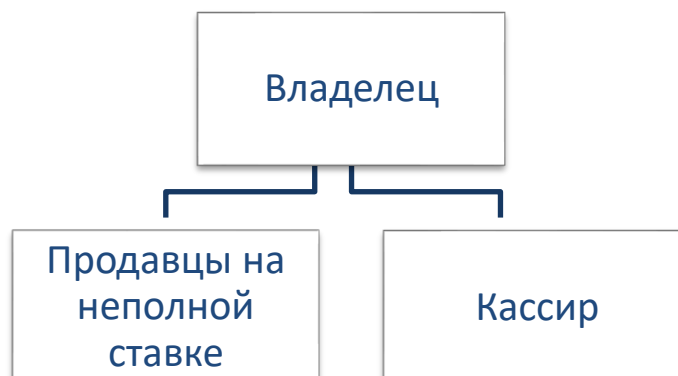 Владелец
Продавцы на
неполной
ставке
Кассир